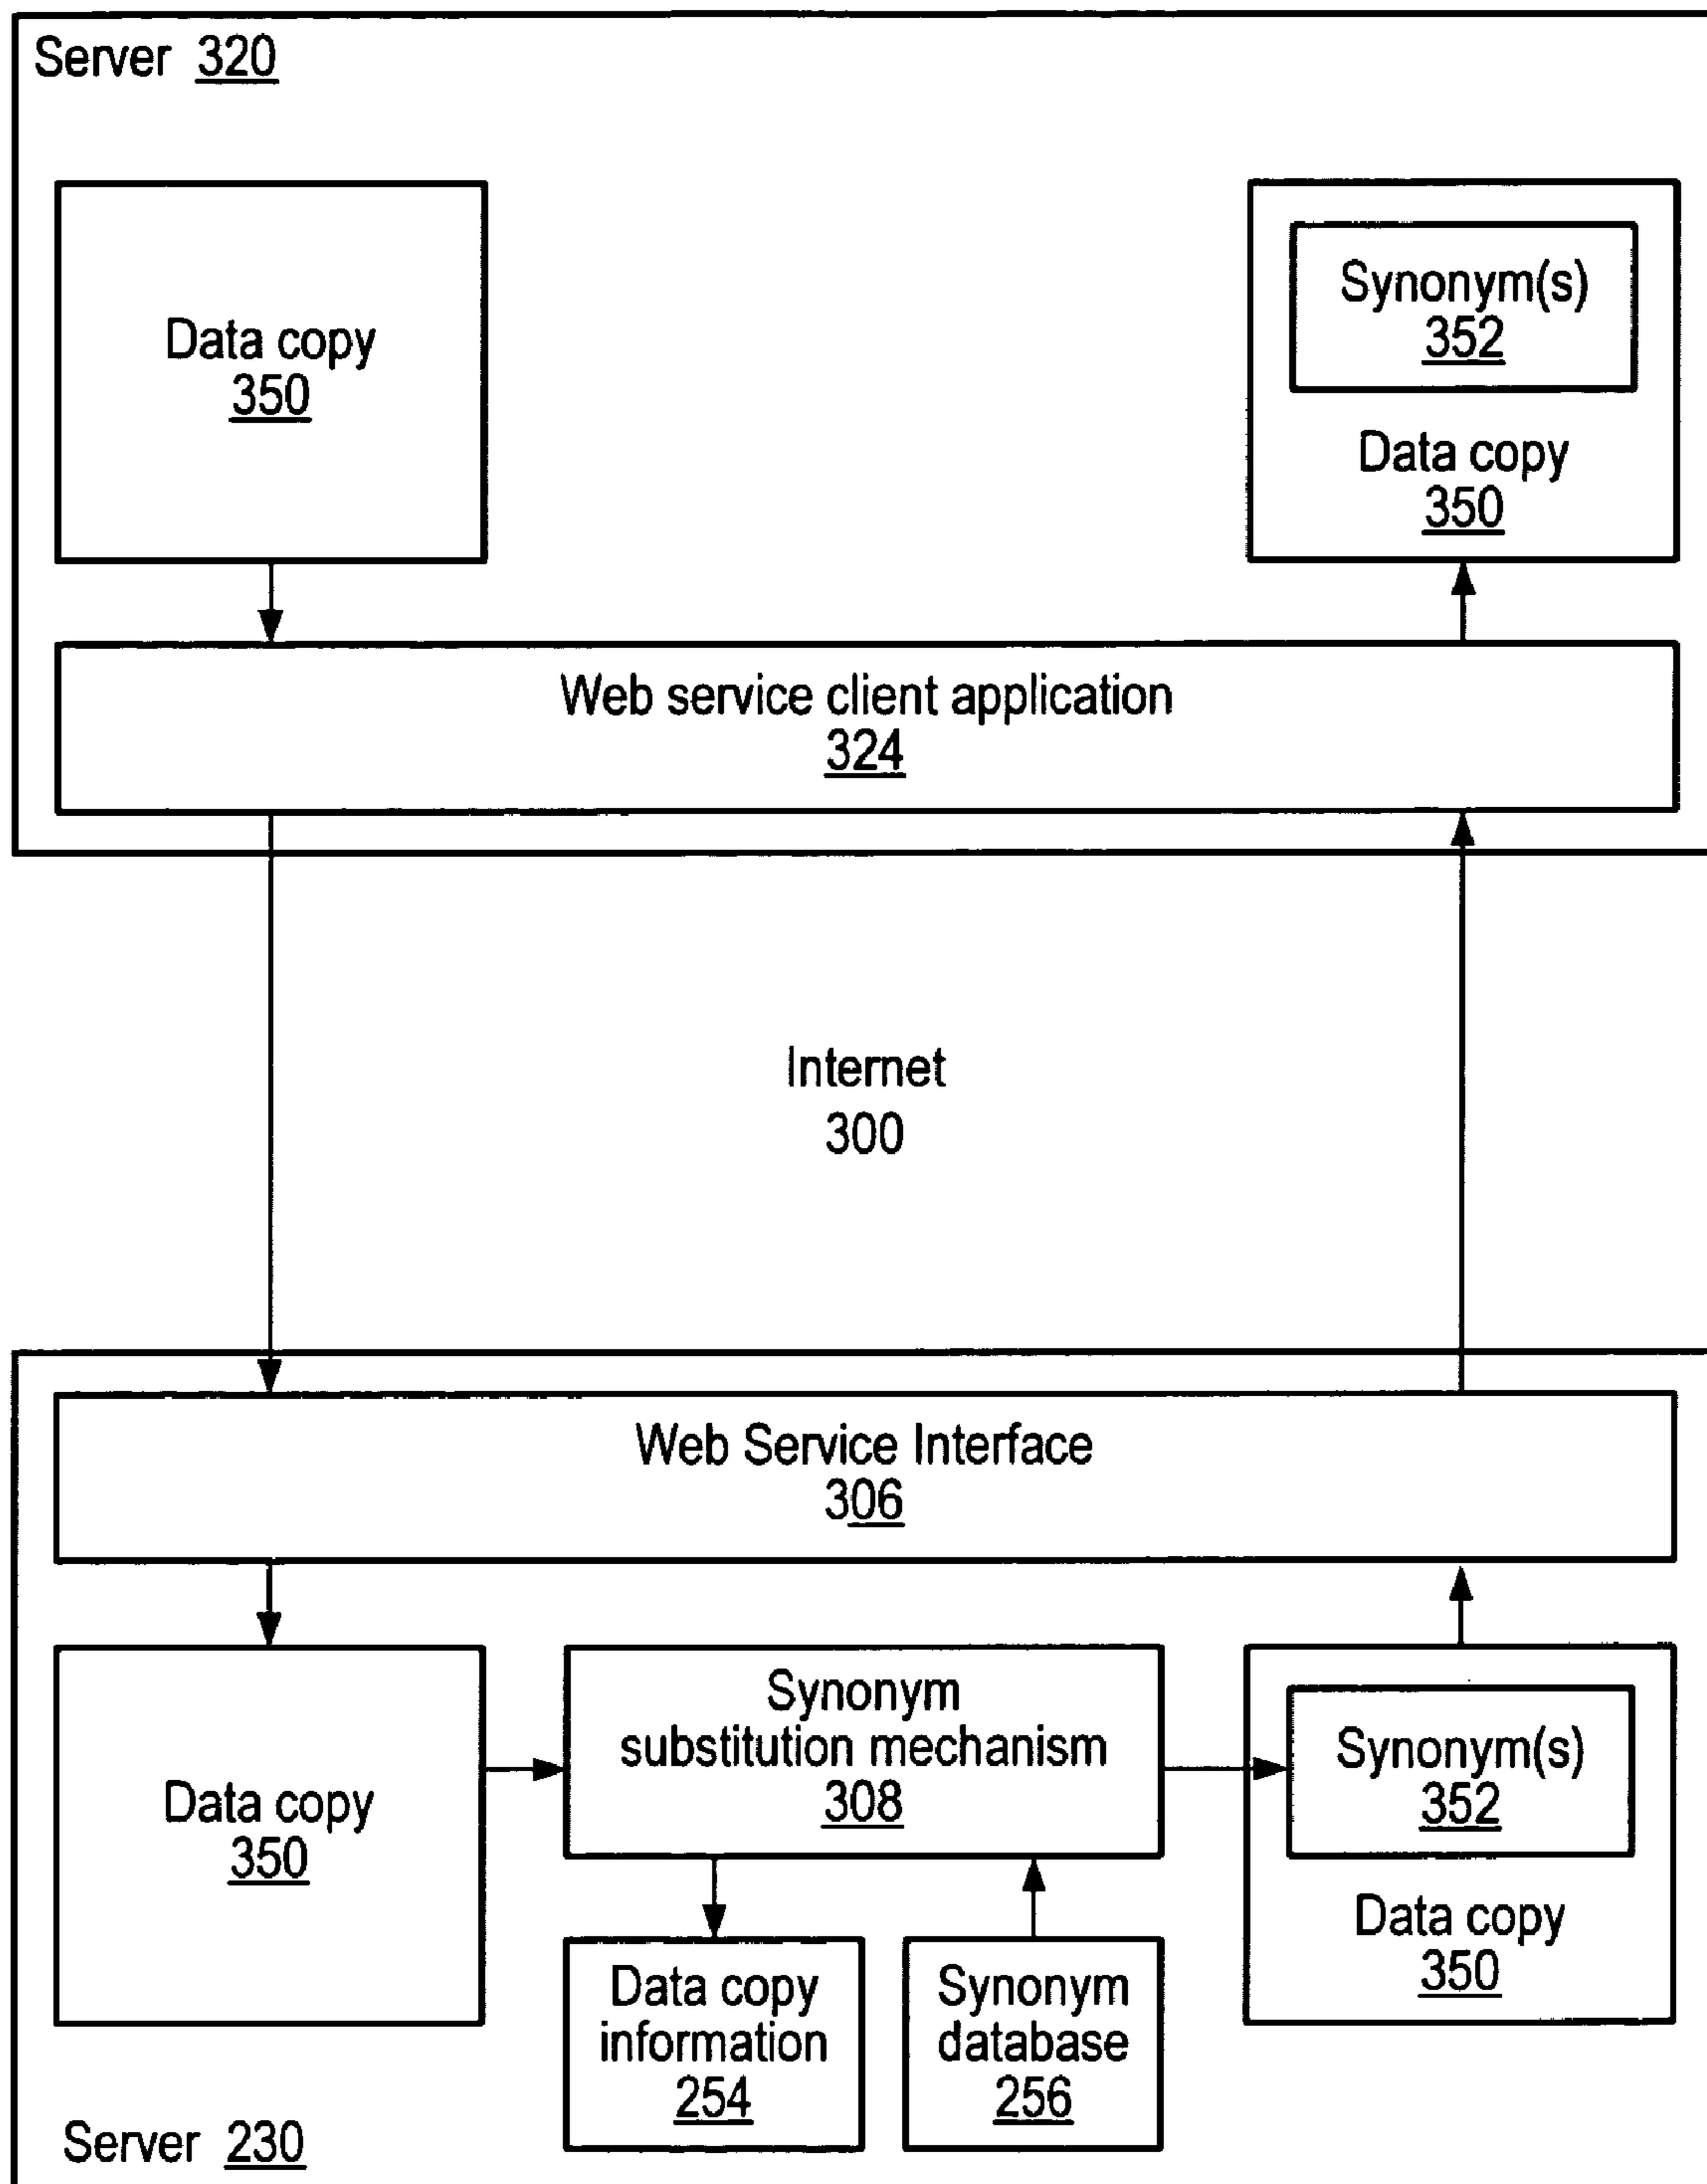 Server 320
Data copy
350
Synonym(s)
352
Data copy
350
Web service client application
324
Internet
300
Web Service Interface
306
Data copy
350
Synonym
substitution mechanism
308
Synonym(s)
352
Data copy
350
Data copy
information
254
Synonym
database
256
Server 230